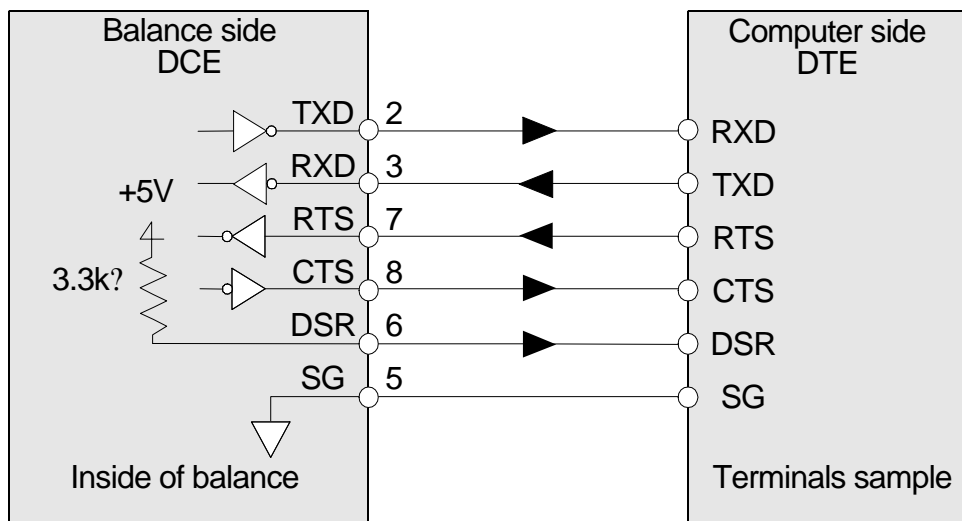 Balance side
DCE
Computer side
DTE
TXD 2 RXD
RXD 3 TXD
+5V
RTS 7 RTS
3.3k?
CTS 8 CTS
DSR 6 DSR
SG 5 SG
Inside of balance
Terminals sample